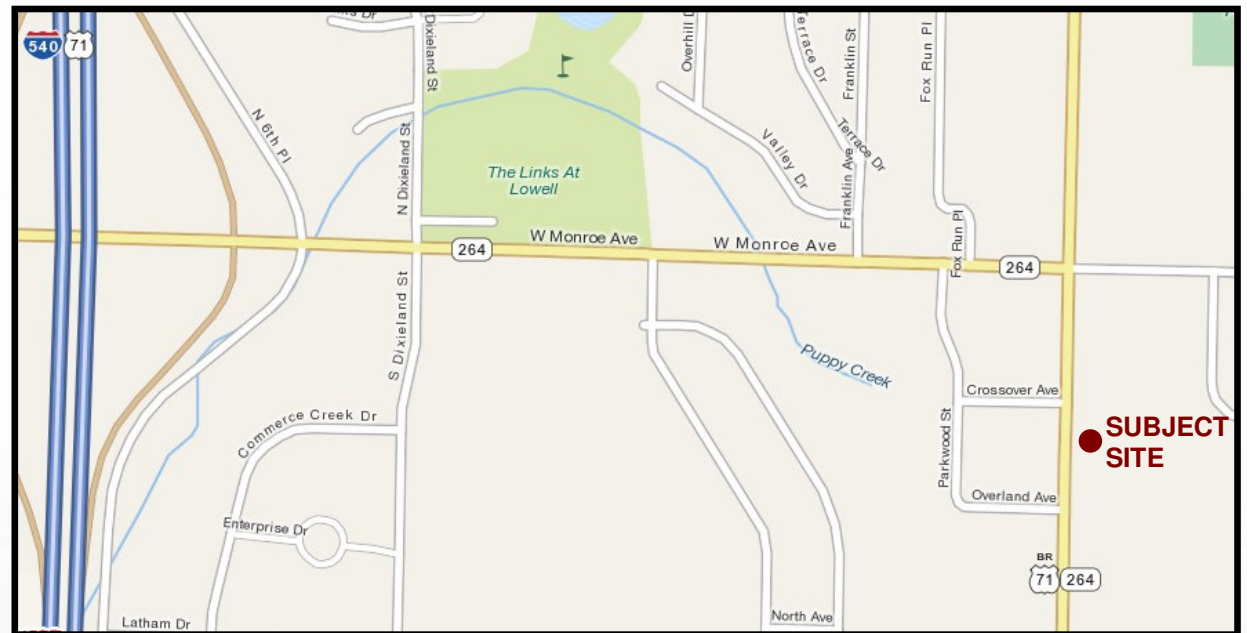 Dixieland St
Overhill D
Terrace Dr
Franklin St
Fox Run Pl
540
71
N 6th Pl
N Dixieland St
The Links At
Lowell
Valley Dr
Terrace Dr
Franklin Ave
Fox Run Pl
264
W Monroe Ave
W Monroe Ave
264
S Dixieland St
Puppy Creek
Crossover Ave
Commerce Creek Dr
Parkwood St
SUBJECT
SITE
Overland Ave
Enterprise Dr
BR
71
264
Latham Dr
North Ave